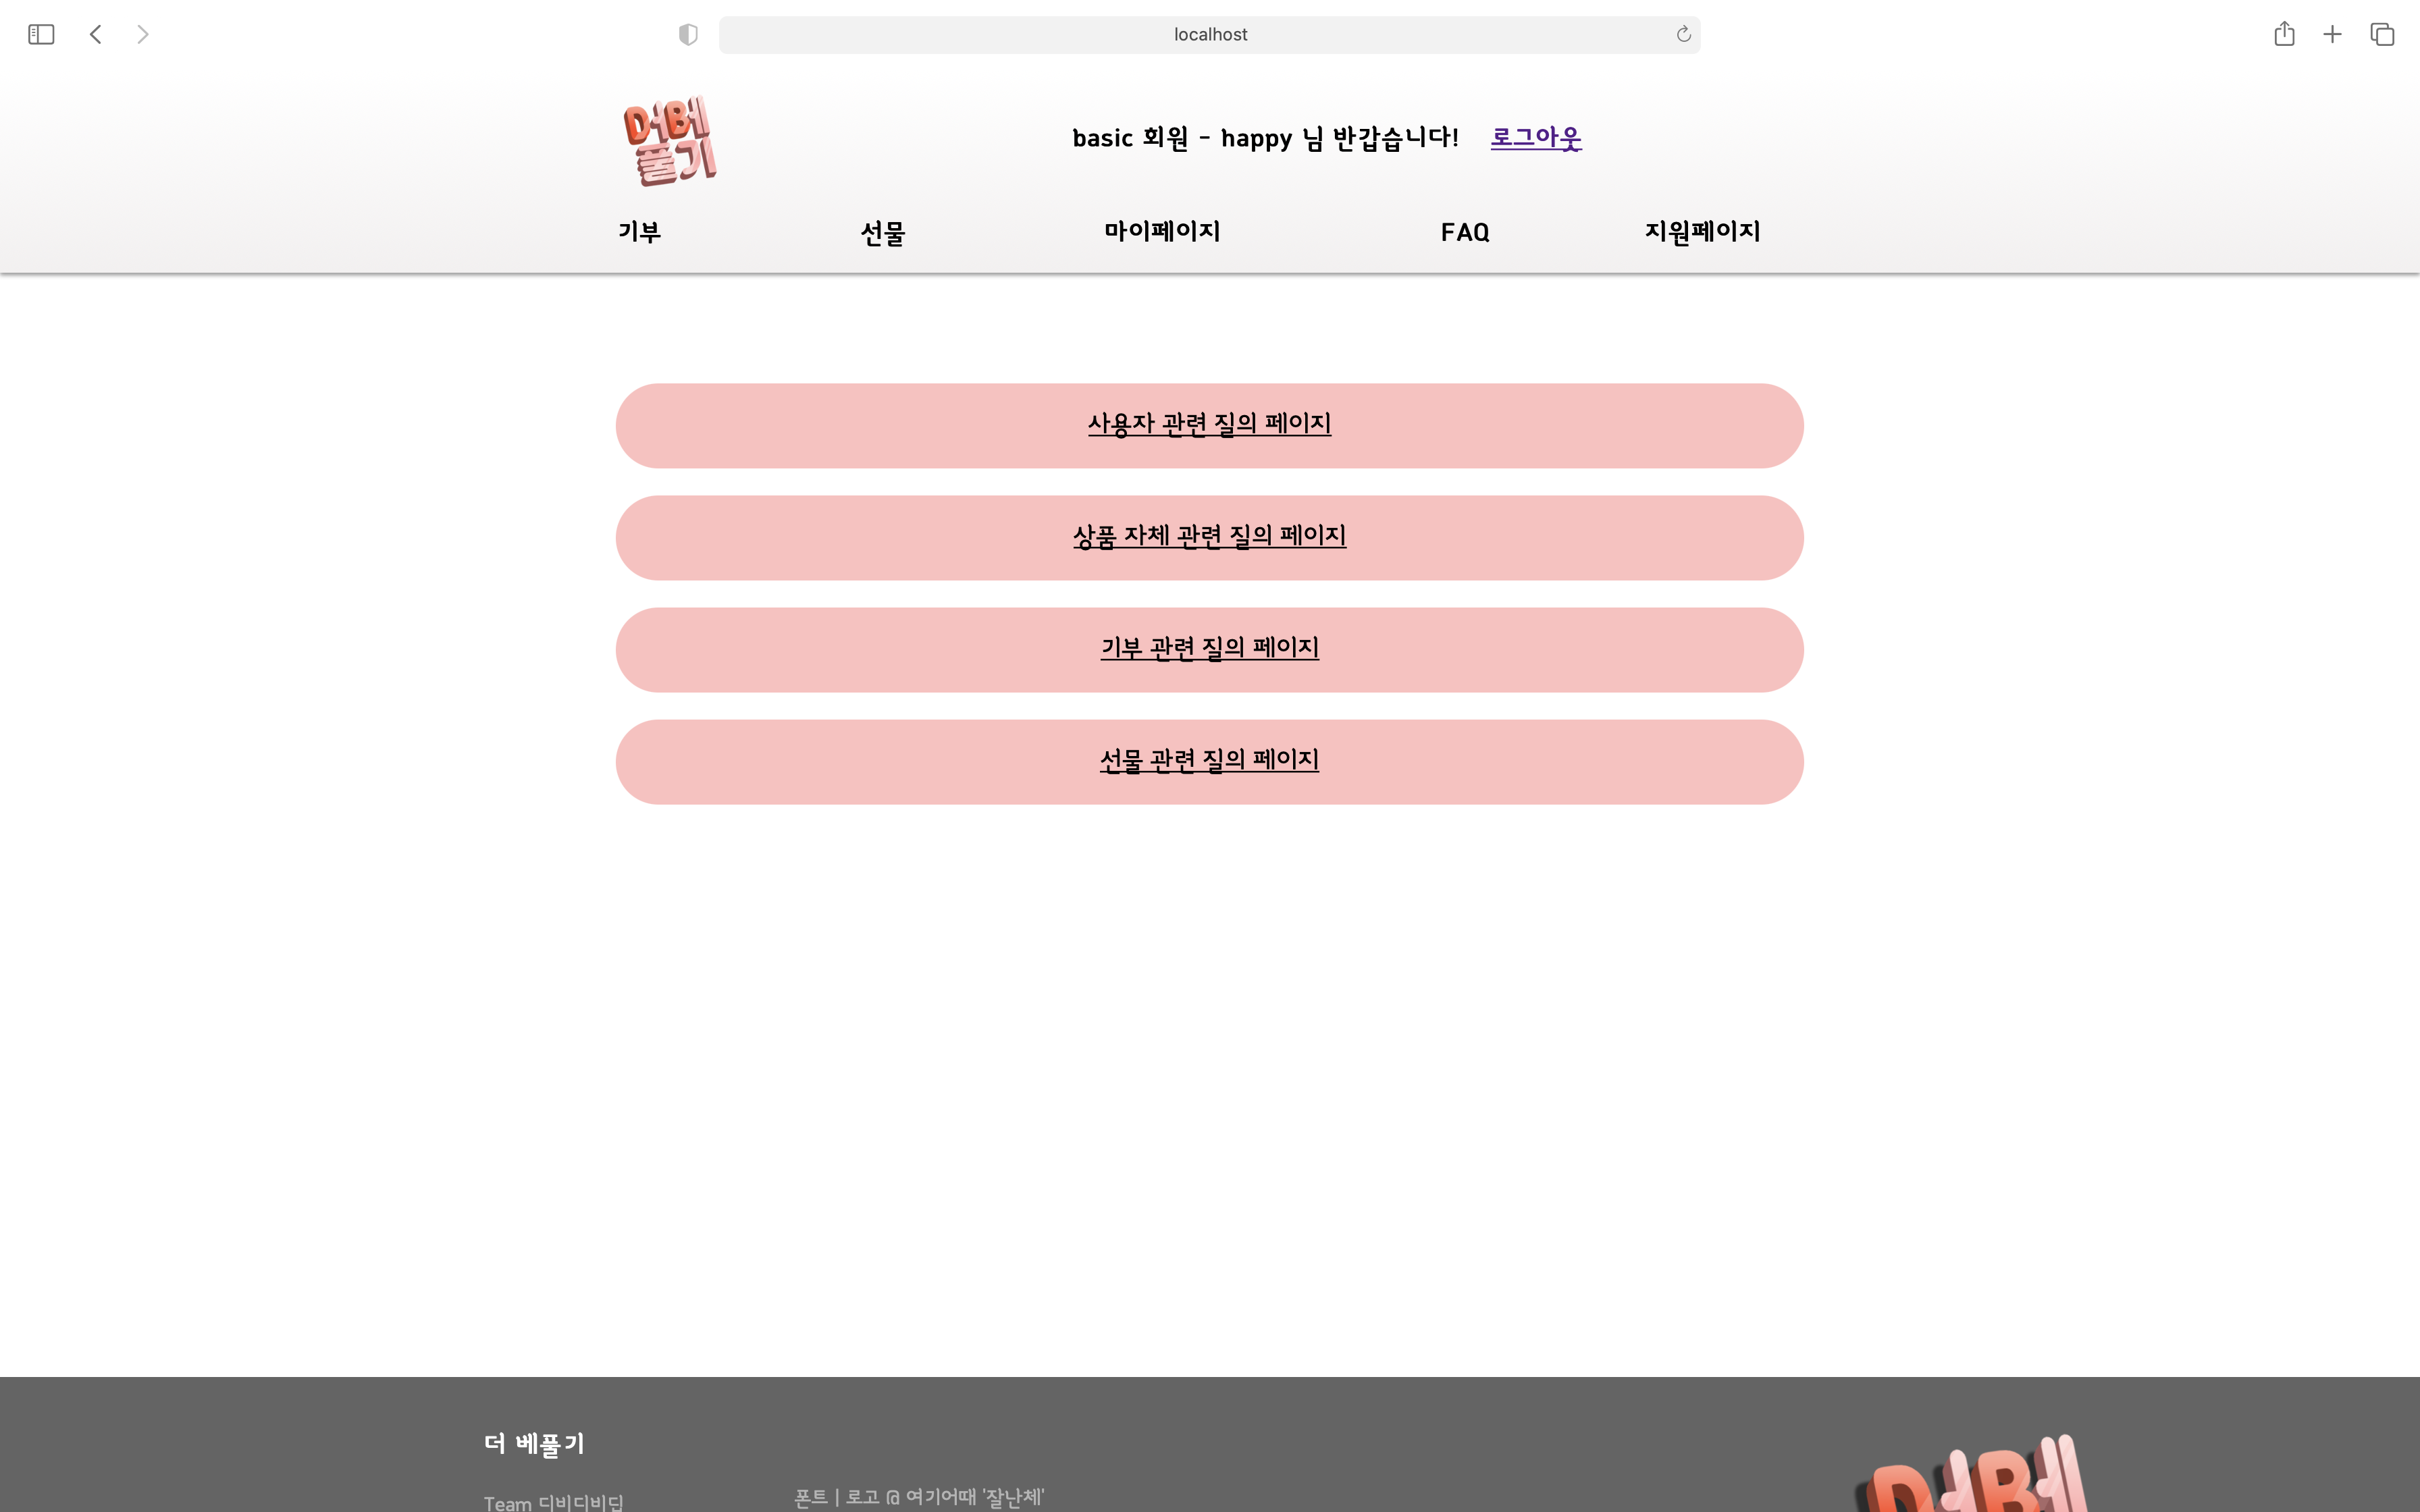 localhost
더베
풀기
basic 회원 - happy 님 반갑습니다! 로그아웃
기부 선물 마이페이지 FAQ 지원페이지
사용자 관련 질의 페이지
상품 자체 관련 질의 페이지
기부 관련 질의 페이지
선물 관련 질의 페이지
더 베풀기
Team 디비디비딥
폰트 | 로고 @ 여기어때 '잘난체'